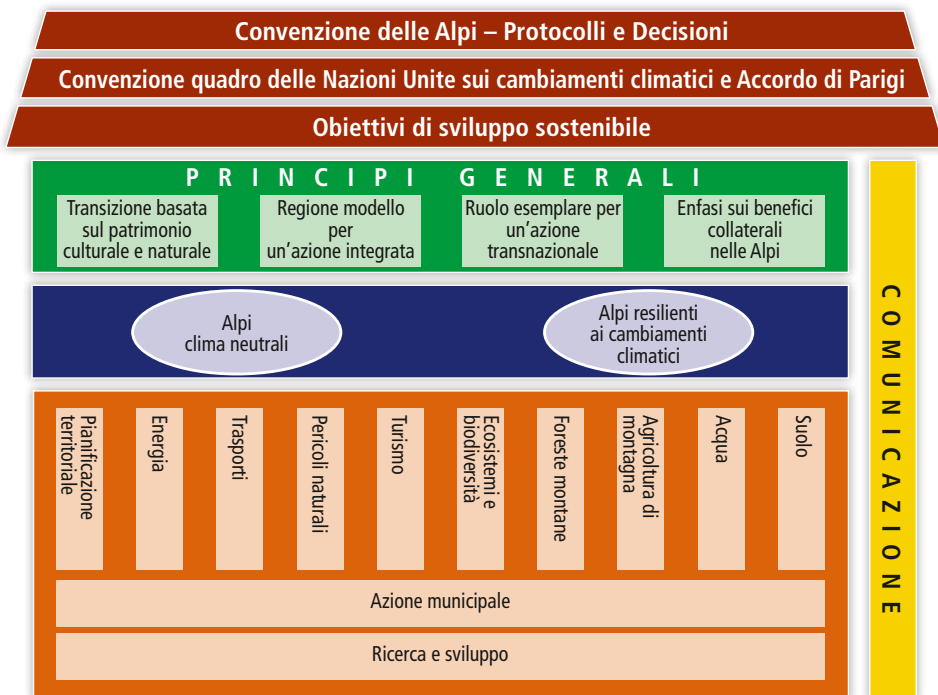 Convenzione delle Alpi – Protocolli e Decisioni
Convenzione quadro delle Nazioni Unite sui cambiamenti climatici e Accordo di Parigi
Obiettivi di sviluppo sostenibile
PRINCIPI GENERALI
Transizione basata
sul patrimonio
culturale e naturale
Regione modello
per
un'azione integrata
Ruolo esemplare per
un'azione
transnazionale
Enfasi sui benefici
collaterali
nelle Alpi
Alpi
clima neutrali
Alpi resilienti
ai cambiamenti
climatici
Pianificazione
territoriale
Energia
Trasporti
Pericoli naturali
Turismo
Ecosistemi e
biodiversità
Foreste montane
Agricoltura di
montagna
Acqua
Suolo
Azione municipale
Ricerca e sviluppo
COMUNICAZIONE